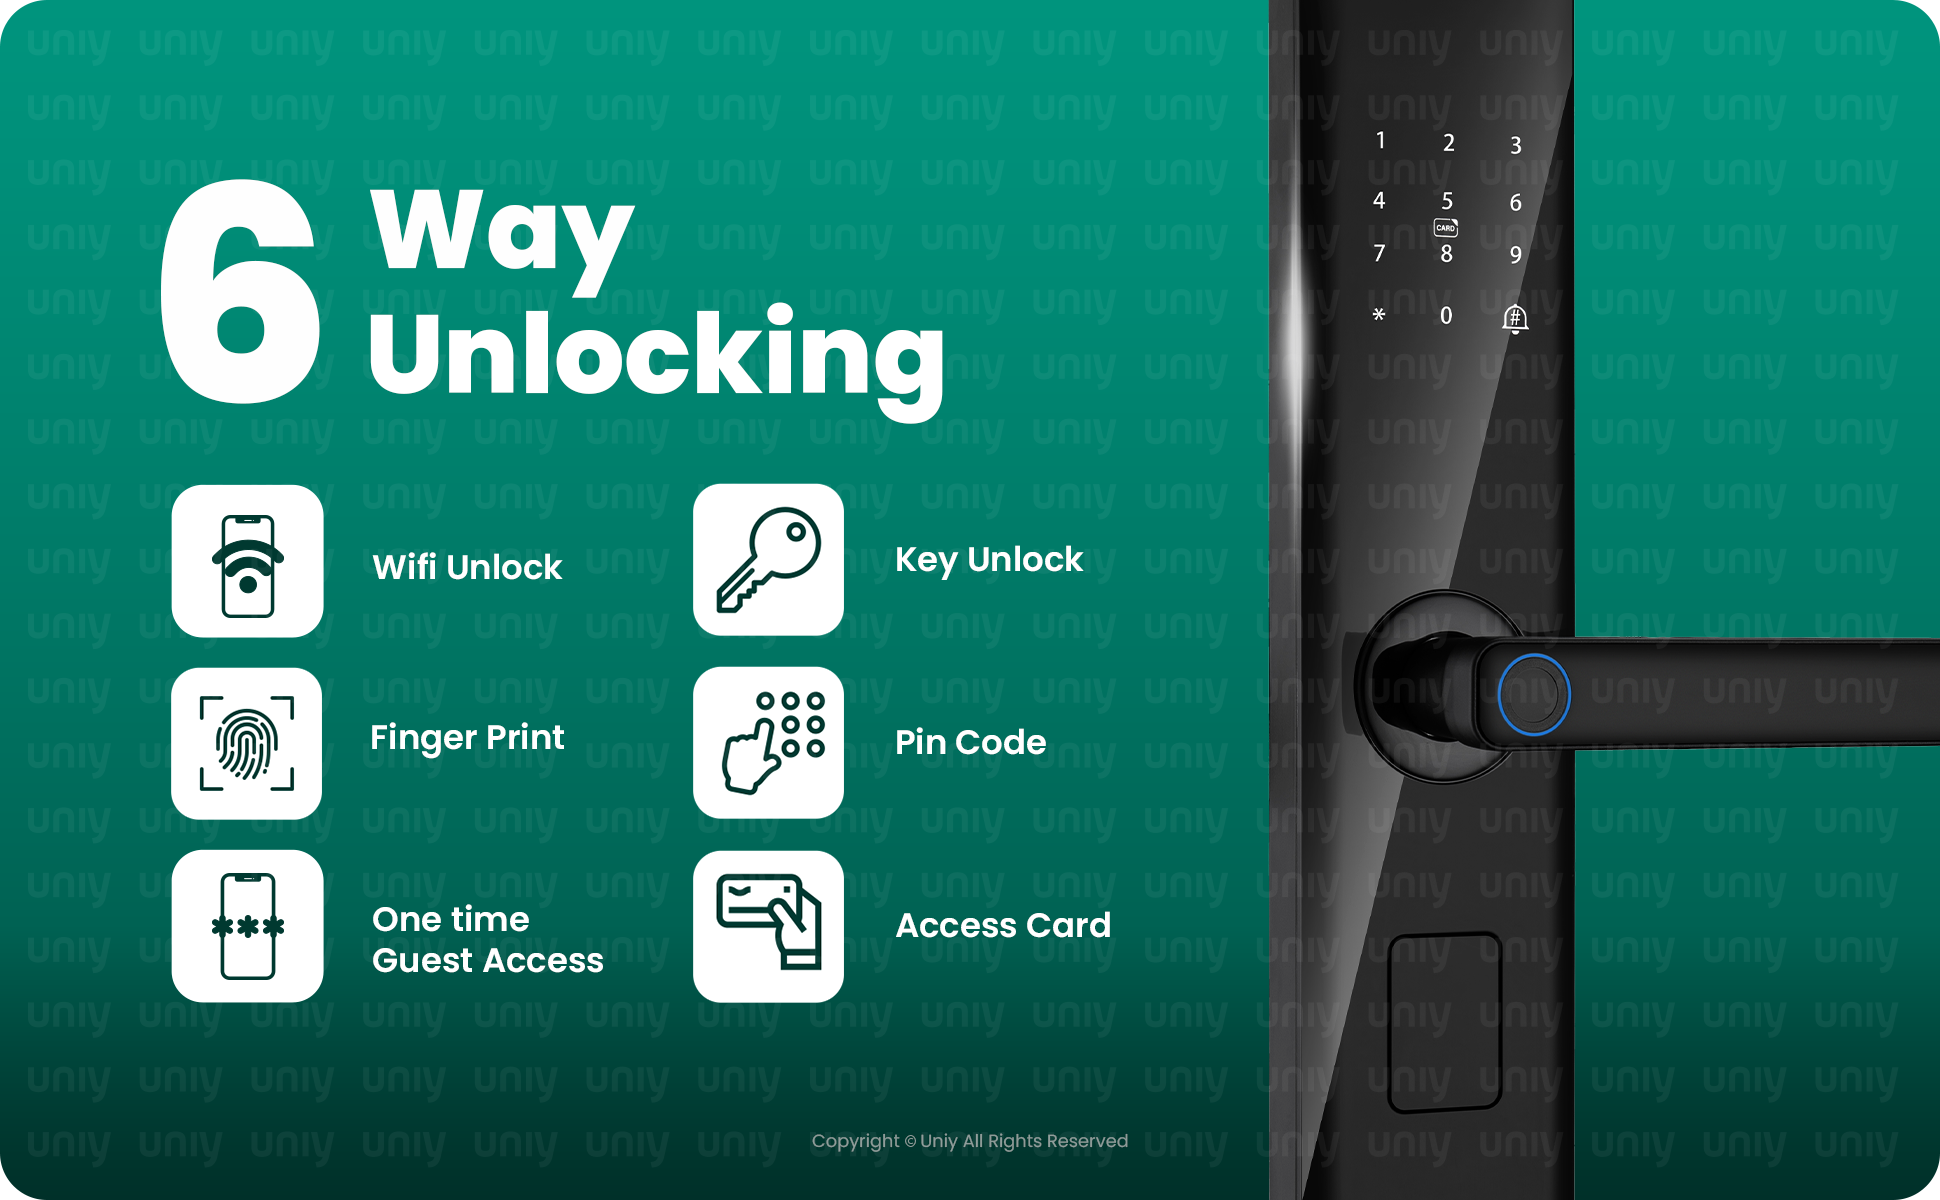 6 Way
Unlocking
Wifi Unlock
Key Unlock
Finger Print
Pin Code
One time
Guest Access
Access Card
1 2 3
4 5 6
CARD
7 8 9
* 0 #
Copyright © Uniy All Rights Reserved
uniy